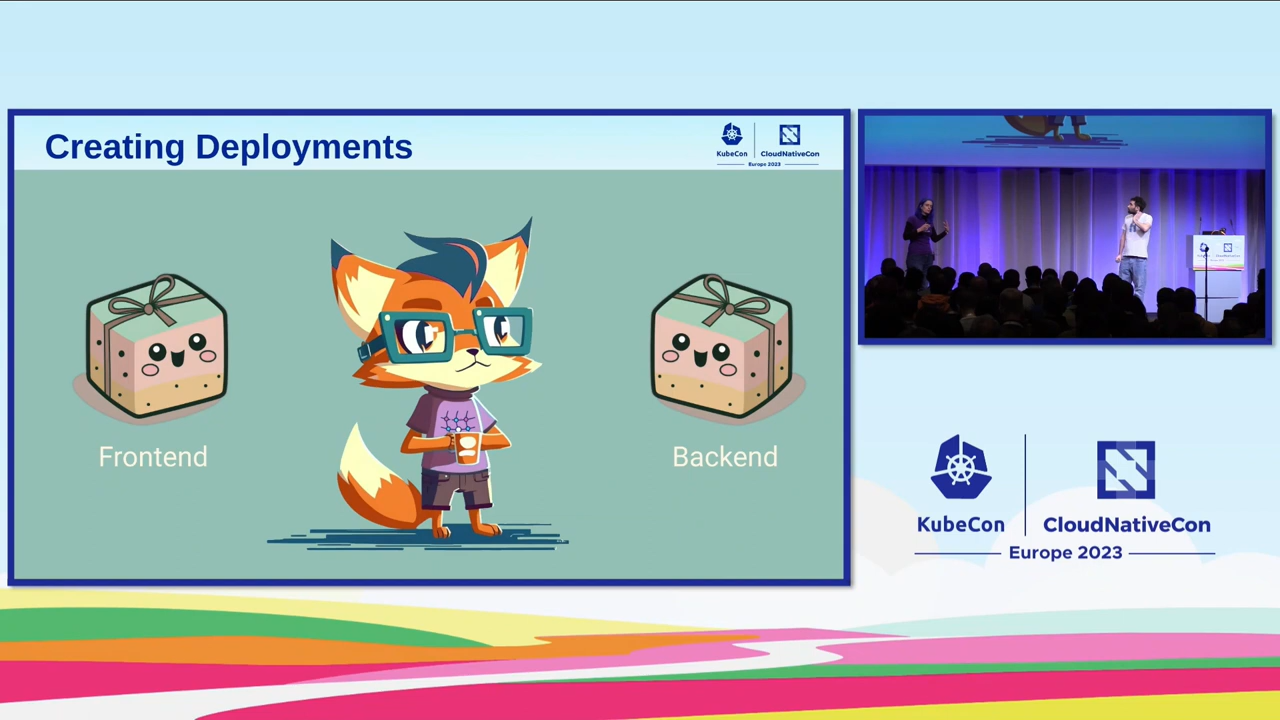 Creating Deployments
KubeCon
CloudNativeCon
Europe 2023
Frontend
Backend
KubeCon
CloudNativeCon
Europe 2023